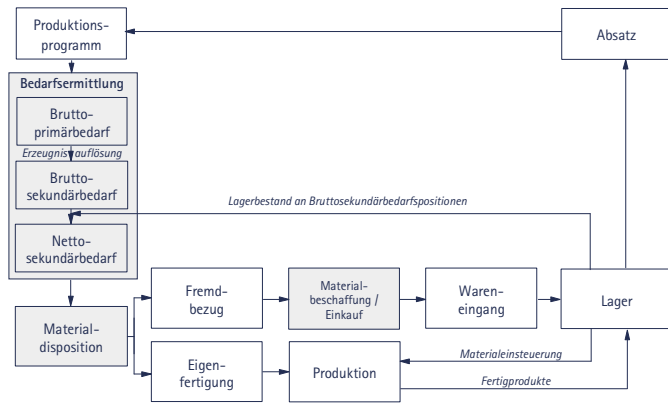 Produktions-
programm
Absatz
Bedarfsermittlung
Brutto-
primärbedarf
Erzeugnisauflösung
Brutto-
sekundärbedarf
Lagerbestand an Bruttosekundärbedarfspositionen
Netto-
sekundärbedarf
Material-
disposition
Fremd-
bezug
Material-
beschaffung /
Einkauf
Waren-
eingang
Lager
Materialeinsteuerung
Eigen-
fertigung
Produktion
Fertigprodukte